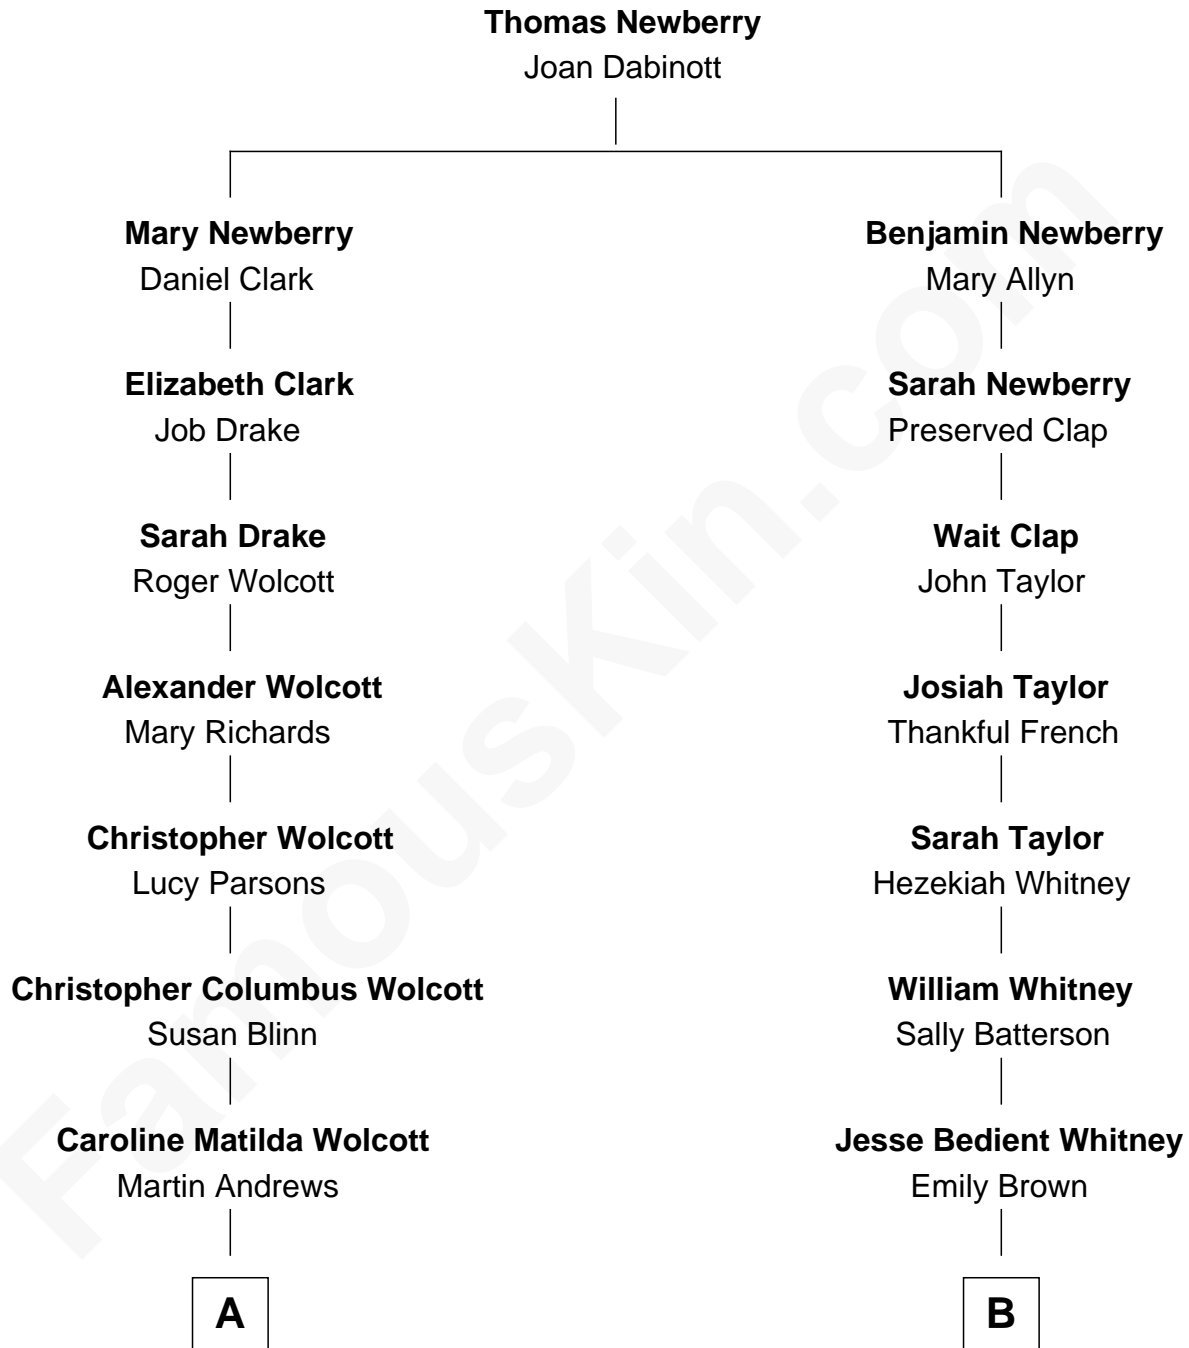 Thomas Newberry
Joan Dabinott
Mary Newberry
Daniel Clark
Elizabeth Clark
Job Drake
Sarah Drake
Roger Wolcott
Alexander Wolcott
Mary Richards
Christopher Wolcott
Lucy Parsons
Christopher Columbus Wolcott
Susan Blinn
Caroline Matilda Wolcott
Martin Andrews
A
Benjamin Newberry
Mary Allyn
Sarah Newberry
Preserved Clap
Wait Clap
John Taylor
Josiah Taylor
Thankful French
Sarah Taylor
Hezekiah Whitney
William Whitney
Sally Batterson
Jesse Bedient Whitney
Emily Brown
B
FamousKin.com